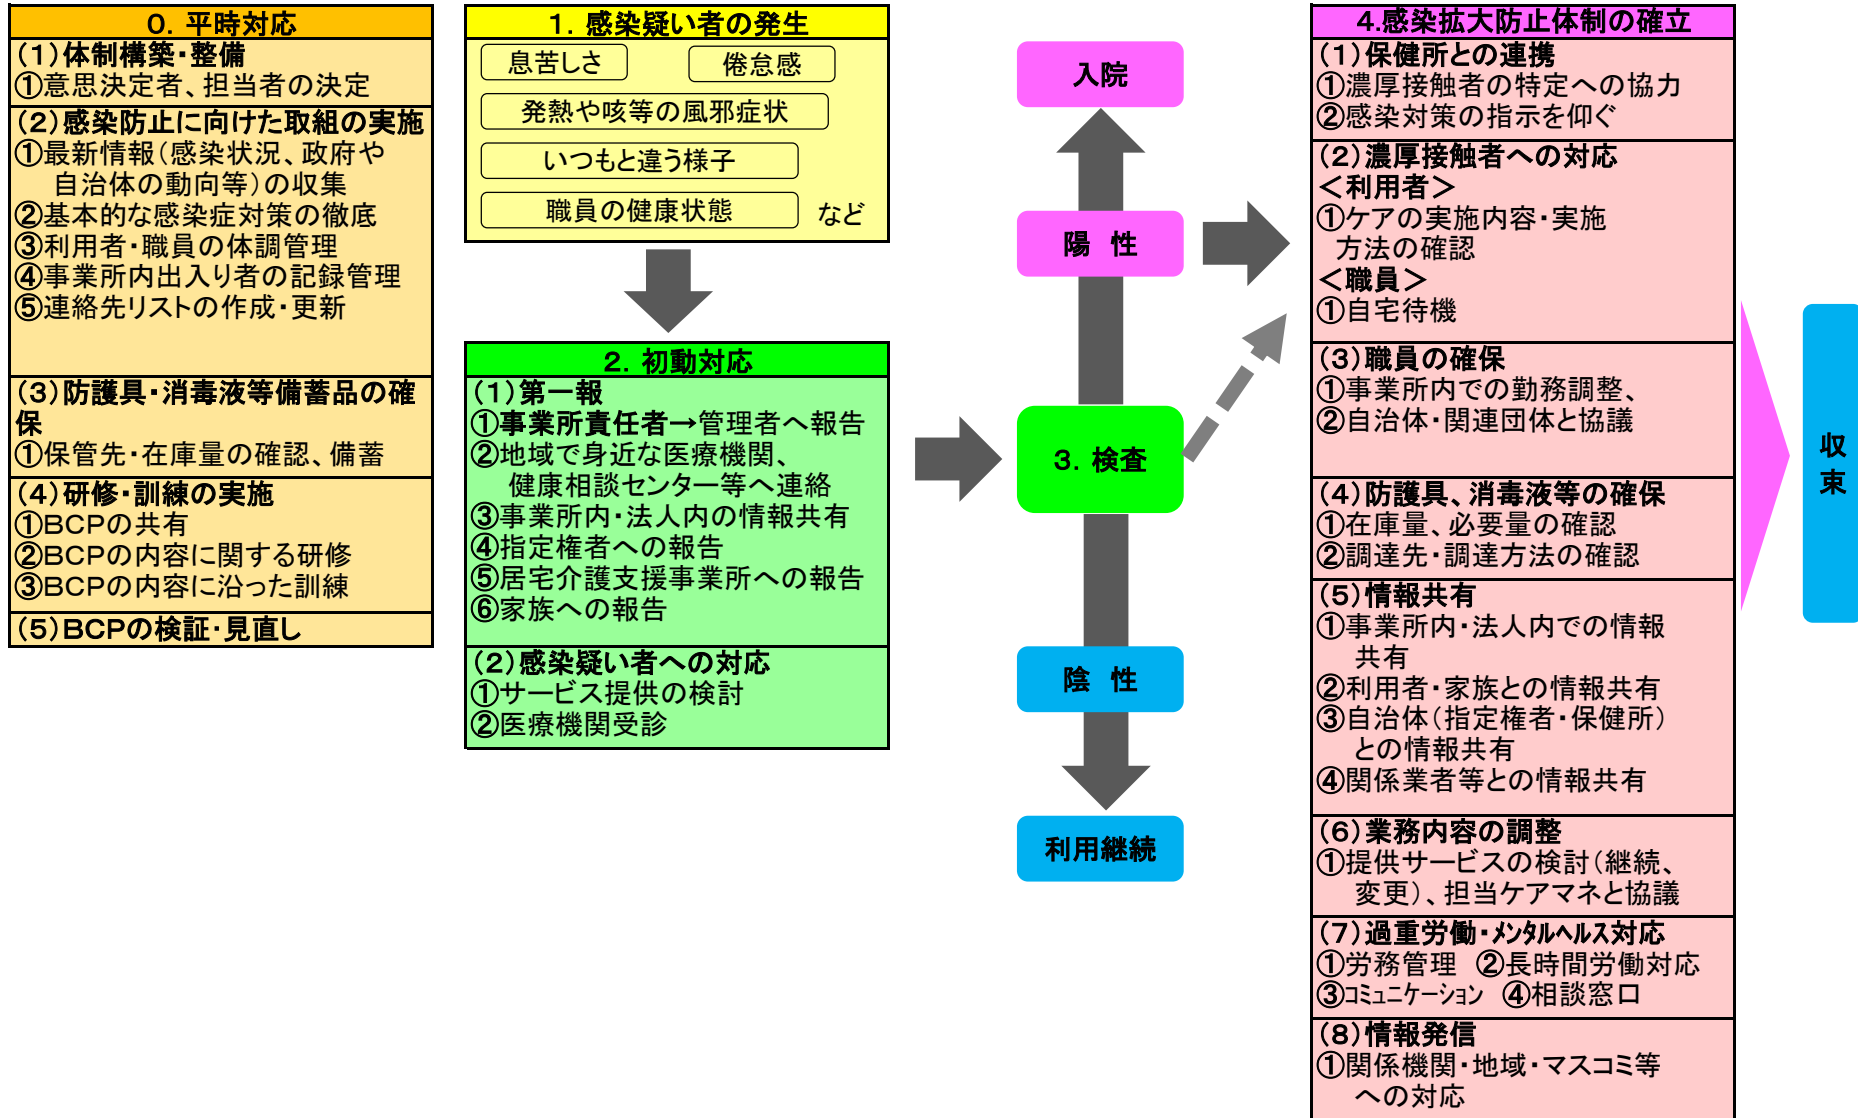 ０．平時対応
（１）体制構築・整備
①意思決定者、担当者の決定
（２）感染防止に向けた取組の実施
①最新情報（感染状況、政府や
自治体の動向等）の収集
②基本的な感染症対策の徹底
③利用者・職員の体調管理
④事業所内出入り者の記録管理
⑤連絡先リストの作成・更新
（３）防護具・消毒液等備蓄品の確
保
①保管先・在庫量の確認、備蓄
（４）研修・訓練の実施
①ＢＣＰの共有
②ＢＣＰの内容に関する研修
③ＢＣＰの内容に沿った訓練
（５）ＢＣＰの検証・見直し
１．感染疑い者の発生
息苦しさ
倦怠感
発熱や咳等の風邪症状
いつもと違う様子
職員の健康状態
など
２．初動対応
（１）第一報
①事業所責任者→管理者へ報告
②地域で身近な医療機関、
健康相談センター等へ連絡
③事業所内・法人内の情報共有
④指定権者への報告
⑤居宅介護支援事業所への報告
⑥家族への報告
（２）感染疑い者への対応
①サービス提供の検討
②医療機関受診
入院
陽 性
３．検査
陰 性
利用継続
４.感染拡大防止体制の確立
（１）保健所との連携
①濃厚接触者の特定への協力
②感染対策の指示を仰ぐ
（２）濃厚接触者への対応
＜利用者＞
①ケアの実施内容・実施
方法の確認
＜職員＞
①自宅待機
（３）職員の確保
①事業所内での勤務調整、
②自治体・関連団体と協議
（４）防護具、消毒液等の確保
①在庫量、必要量の確認
②調達先・調達方法の確認
（５）情報共有
①事業所内・法人内での情報
共有
②利用者・家族との情報共有
③自治体（指定権者・保健所）
との情報共有
④関係業者等との情報共有
（６）業務内容の調整
①提供サービスの検討（継続、
変更）、担当ケアマネと協議
（７）過重労働・ﾒﾝﾀﾙﾍﾙｽ対応
①労務管理 ②長時間労働対応
③ｺﾐｭﾆｹｰｼｮﾝ ④相談窓口
（８）情報発信
①関係機関・地域・マスコミ等
への対応
収
束